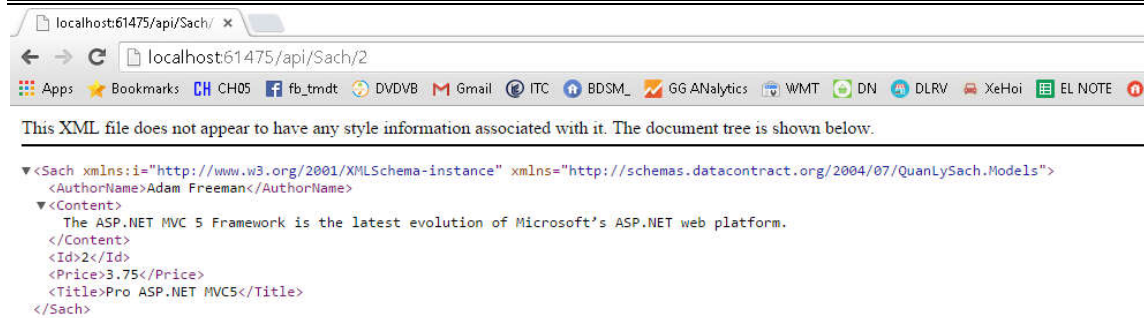 localhost:61475/api/Sach/
localhost:61475/api/Sach/2
Apps Bookmarks CH CH05 fb_tmdt DVDVB Gmail ITC BDSM_ GG ANalytics WMT DN DLRV XeHoi EL NOTE
This XML file does not appear to have any style information associated with it. The document tree is shown below.
▼<Sach xmlns:i="http://www.w3.org/2001/XMLSchema-instance" xmlns="http://schemas.datacontract.org/2004/07/QuanLySach.Models">
<AuthorName>Adam Freeman</AuthorName>
▼<Content>
The ASP.NET MVC 5 Framework is the latest evolution of Microsoft’s ASP.NET web platform.
</Content>
<Id>2</Id>
<Price>3.75</Price>
<Title>Pro ASP.NET MVC5</Title>
</Sach>